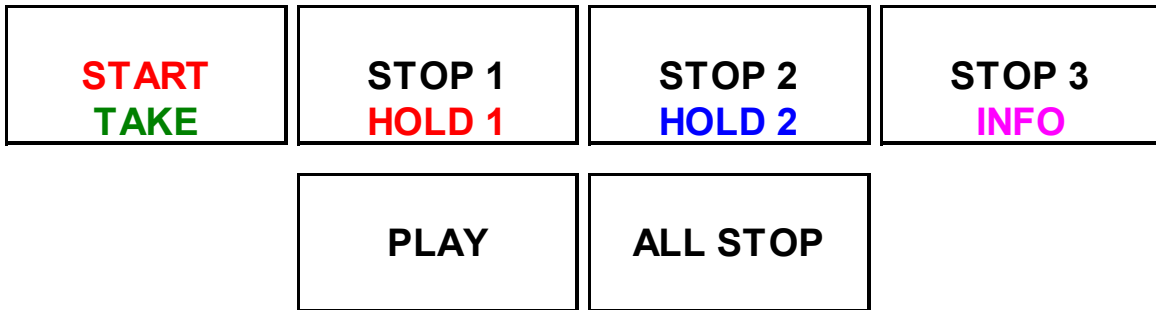 START
TAKE
STOP 1
HOLD 1
STOP 2
HOLD 2
STOP 3
INFO
PLAY
ALL STOP